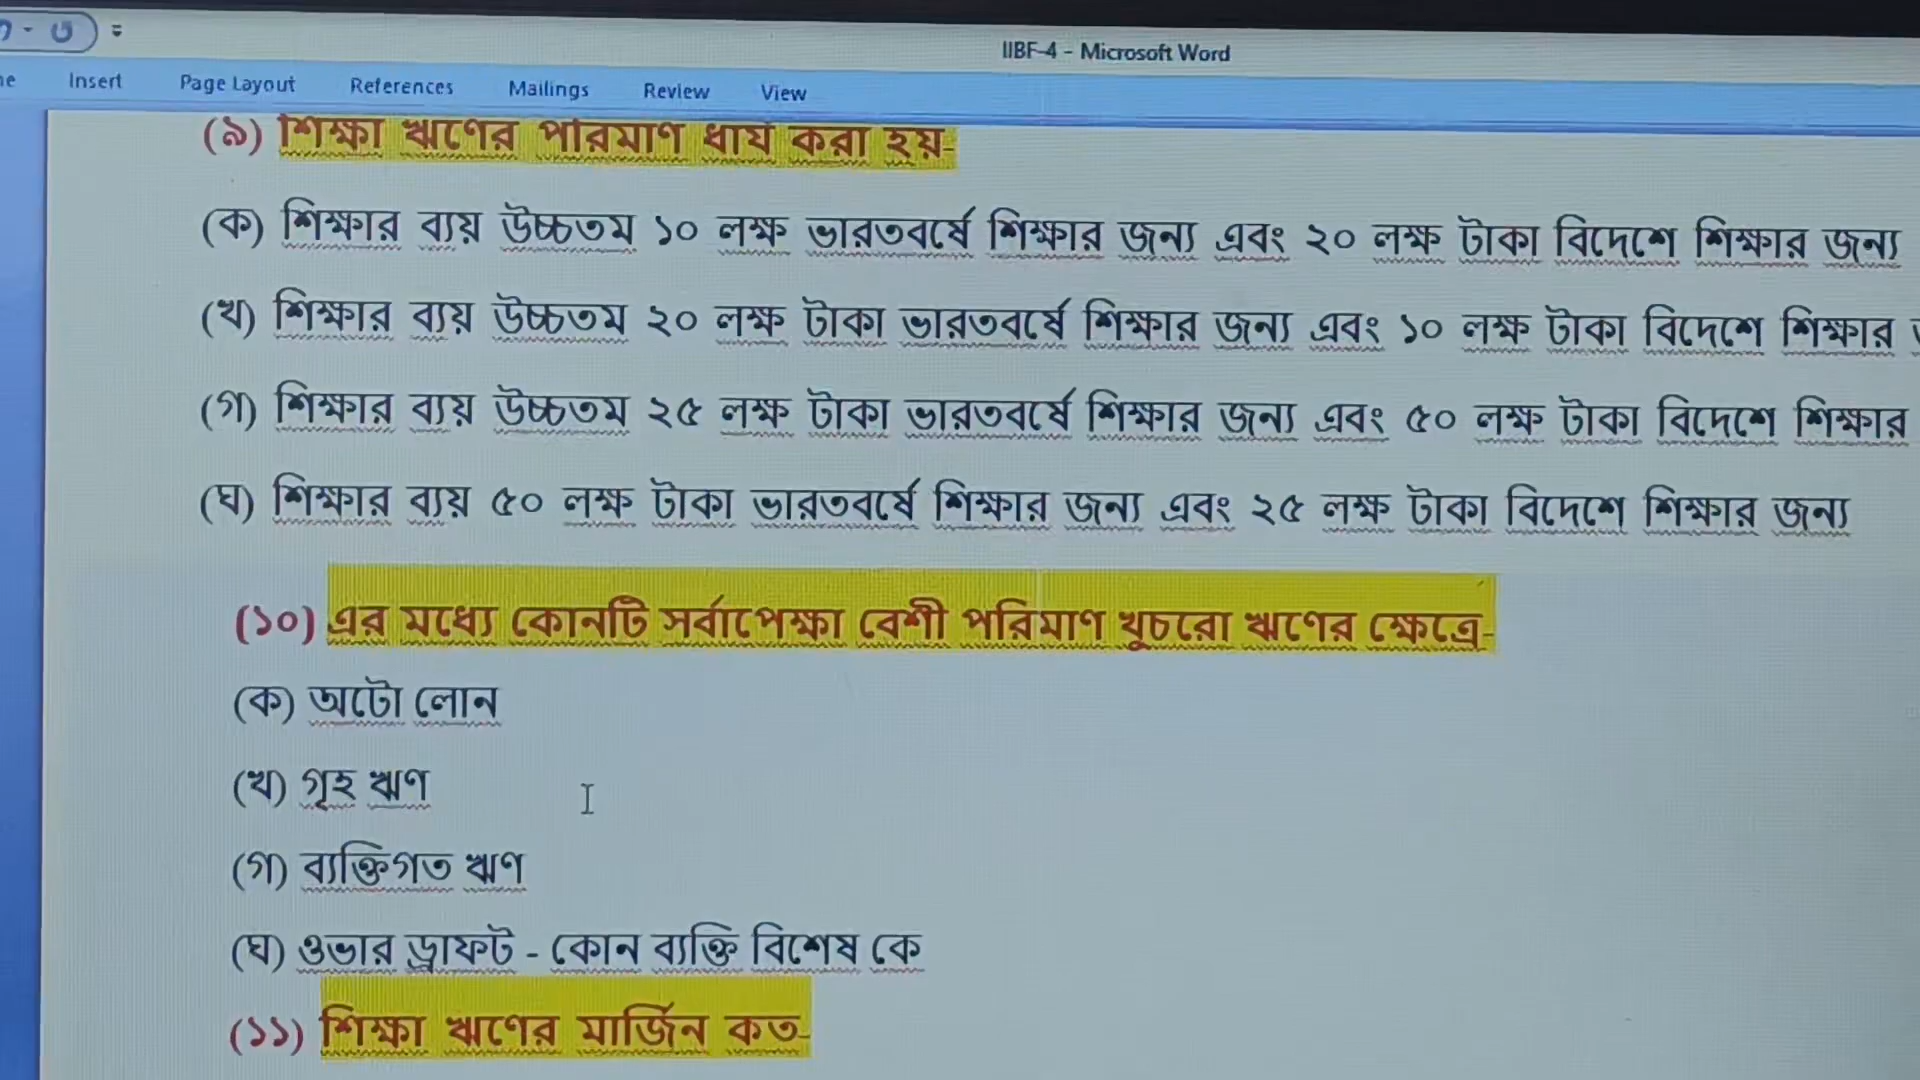 IIBF-4 - Microsoft Word
Insert Page Layout References Mailings Review View
(৯) শিক্ষা ঋণের পরিমাণ ধার্য করা হয়-
(ক) শিক্ষার ব্যয় উচ্চতম ১০ লক্ষ ভারতবর্ষে শিক্ষার জন্য এবং ২০ লক্ষ টাকা বিদেশে শিক্ষার জন্য
(খ) শিক্ষার ব্যয় উচ্চতম ২০ লক্ষ টাকা ভারতবর্ষে শিক্ষার জন্য এবং ১০ লক্ষ টাকা বিদেশে শিক্ষার
(গ) শিক্ষার ব্যয় উচ্চতম ২৫ লক্ষ টাকা ভারতবর্ষে শিক্ষার জন্য এবং ৫০ লক্ষ টাকা বিদেশে শিক্ষার
(ঘ) শিক্ষার ব্যয় ৫০ লক্ষ টাকা ভারতবর্ষে শিক্ষার জন্য এবং ২৫ লক্ষ টাকা বিদেশে শিক্ষার জন্য
(১০) এর মধ্যে কোনটি সর্বাপেক্ষা বেশী পরিমাণ খুচরো ঋণের ক্ষেত্রে-
(ক) অটো লোন
(খ) গৃহ ঋণ
(গ) ব্যক্তিগত ঋণ
(ঘ) ওভার ড্রাফট - কোন ব্যক্তি বিশেষ কে
(১১) শিক্ষা ঋণের মার্জিন কত-